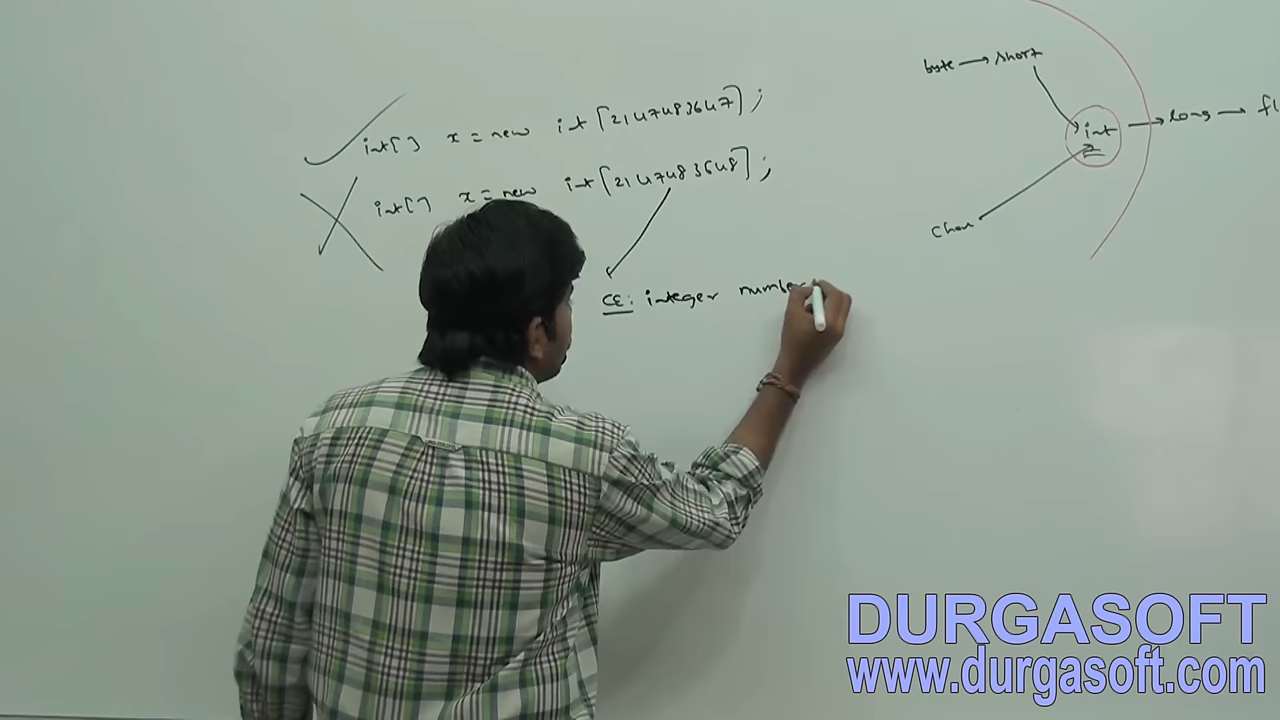 int[] x = new int[2147483647];
int[] x = new int[2147483648];
CE: integer number
byte → short
int → long → fl
char
DURGASOFT
www.durgasoft.com